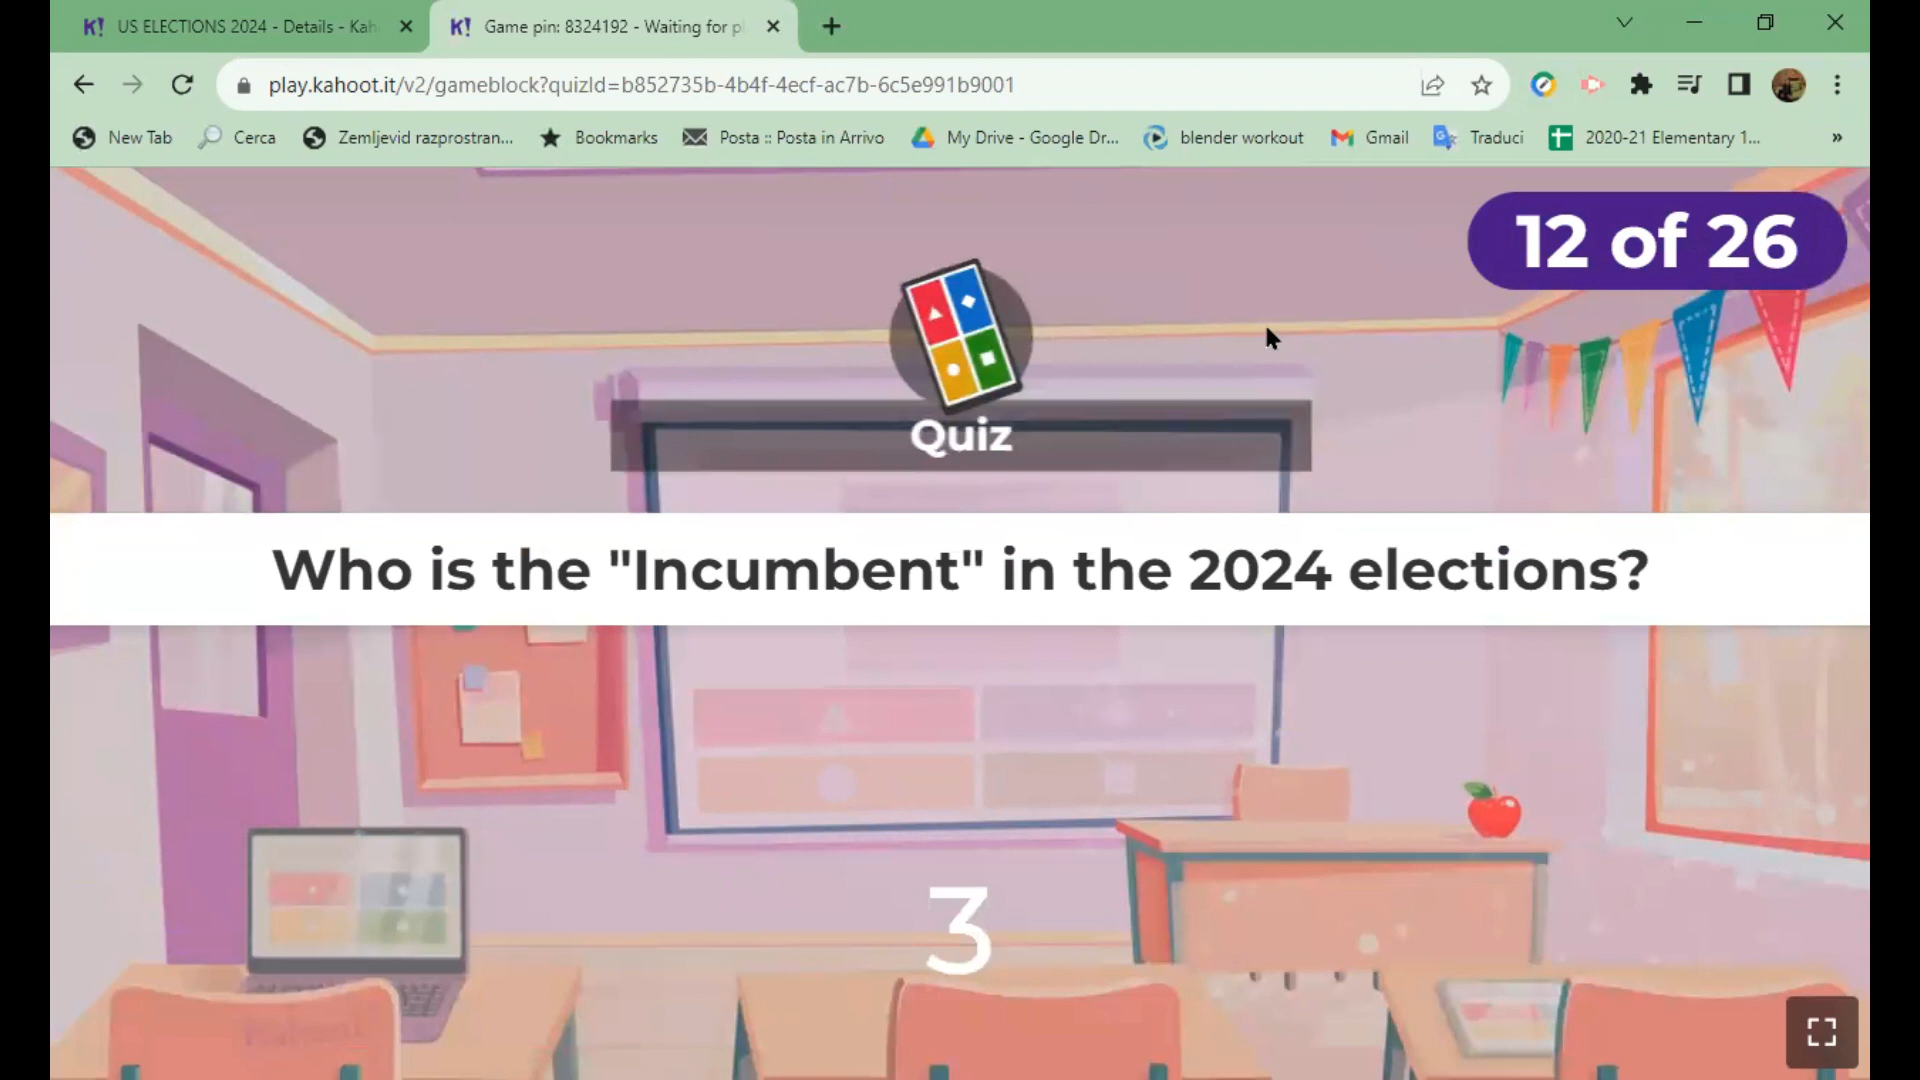 K! US ELECTIONS 2024 - Details - Kah
K! Game pin: 8324192 - Waiting for pl
play.kahoot.it/v2/gameblock?quizId=b852735b-4b4f-4ecf-ac7b-6c5e991b9001
New Tab
Cerca
Zemljevid razprostran...
Bookmarks
Posta :: Posta in Arrivo
My Drive - Google Dr...
blender workout
Gmail
Traduci
2020-21 Elementary 1...
»
12 of 26
Quiz
Who is the "Incumbent" in the 2024 elections?
3